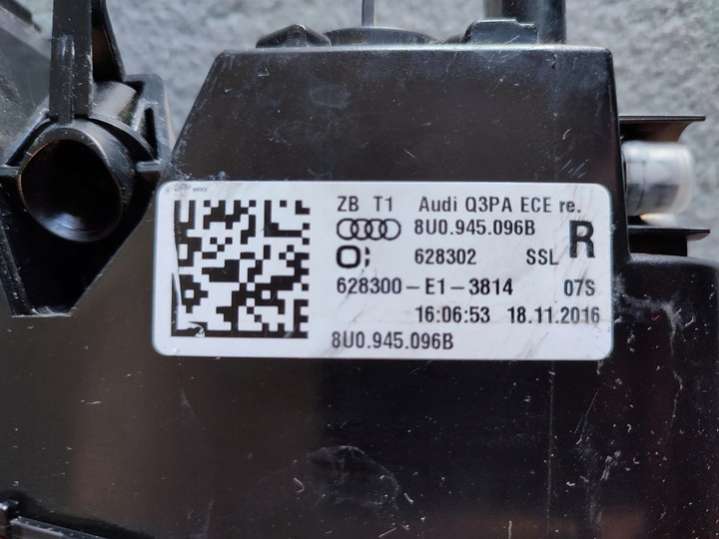 ZB T1 Audi Q3PA ECE re.
8U0.945.096B R
628302 SSL
628300-E1-3814 07S
16:06:53 18.11.2016
8U0.945.096B